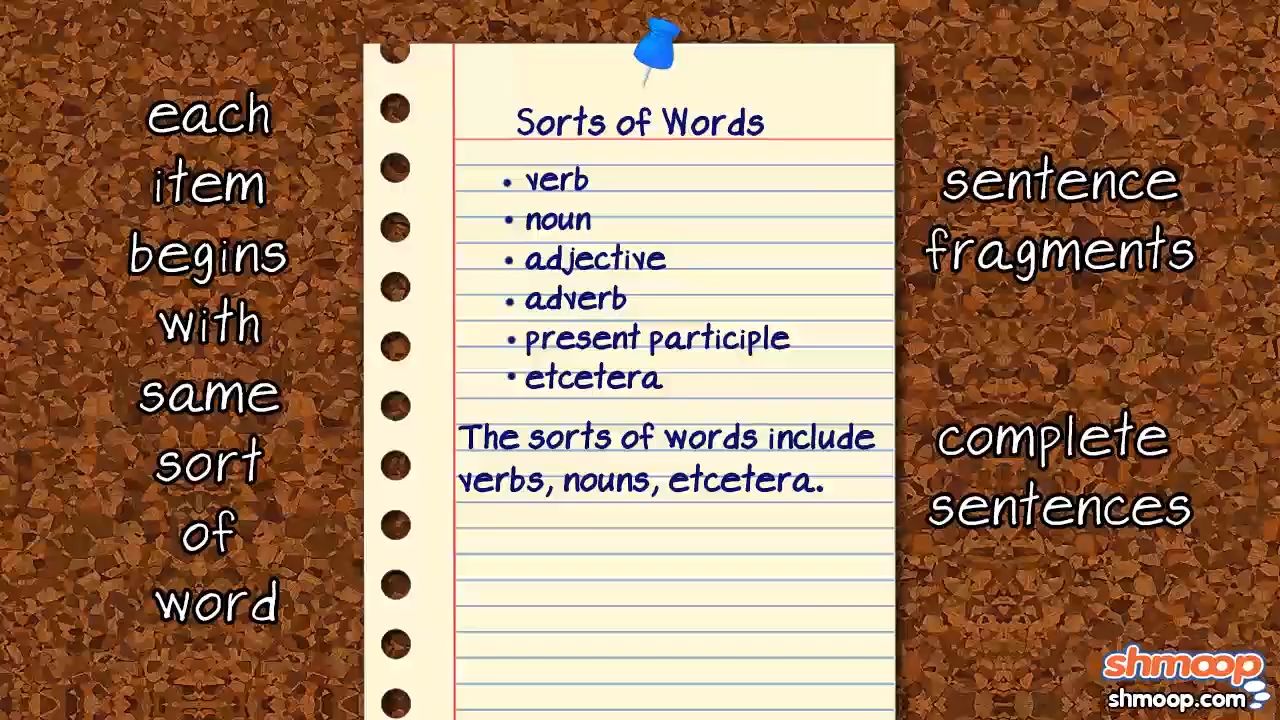 each
item
begins
with
same
sort
of
word
Sorts of Words
• verb
• noun
• adjective
• adverb
• present participle
• etcetera
The sorts of words include
verbs, nouns, etcetera.
sentence
fragments
complete
sentences
shmoop
shmoop.com